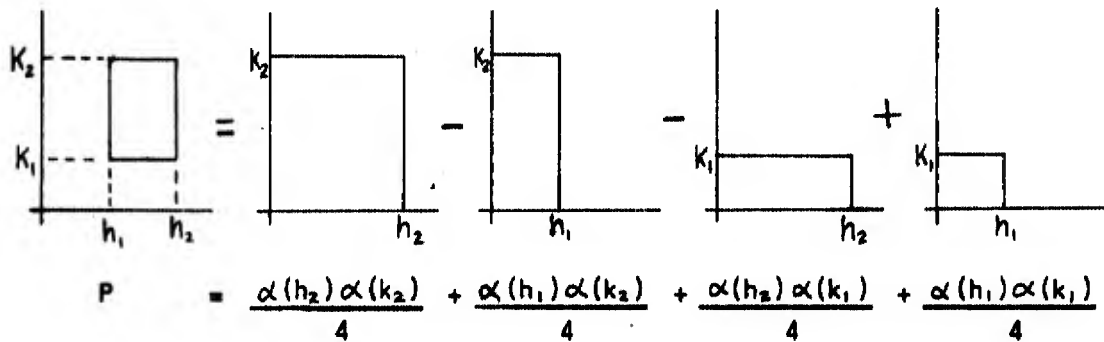 K₂ K₂ K₂
= - - +
K₁ K₁ K₁
h₁ h₂ h₂ h₁ h₂ h₁
P = α(h₂) α(k₂)/4 + α(h₁) α(k₂)/4 + α(h₂) α(k₁)/4 + α(h₁) α(k₁)/4